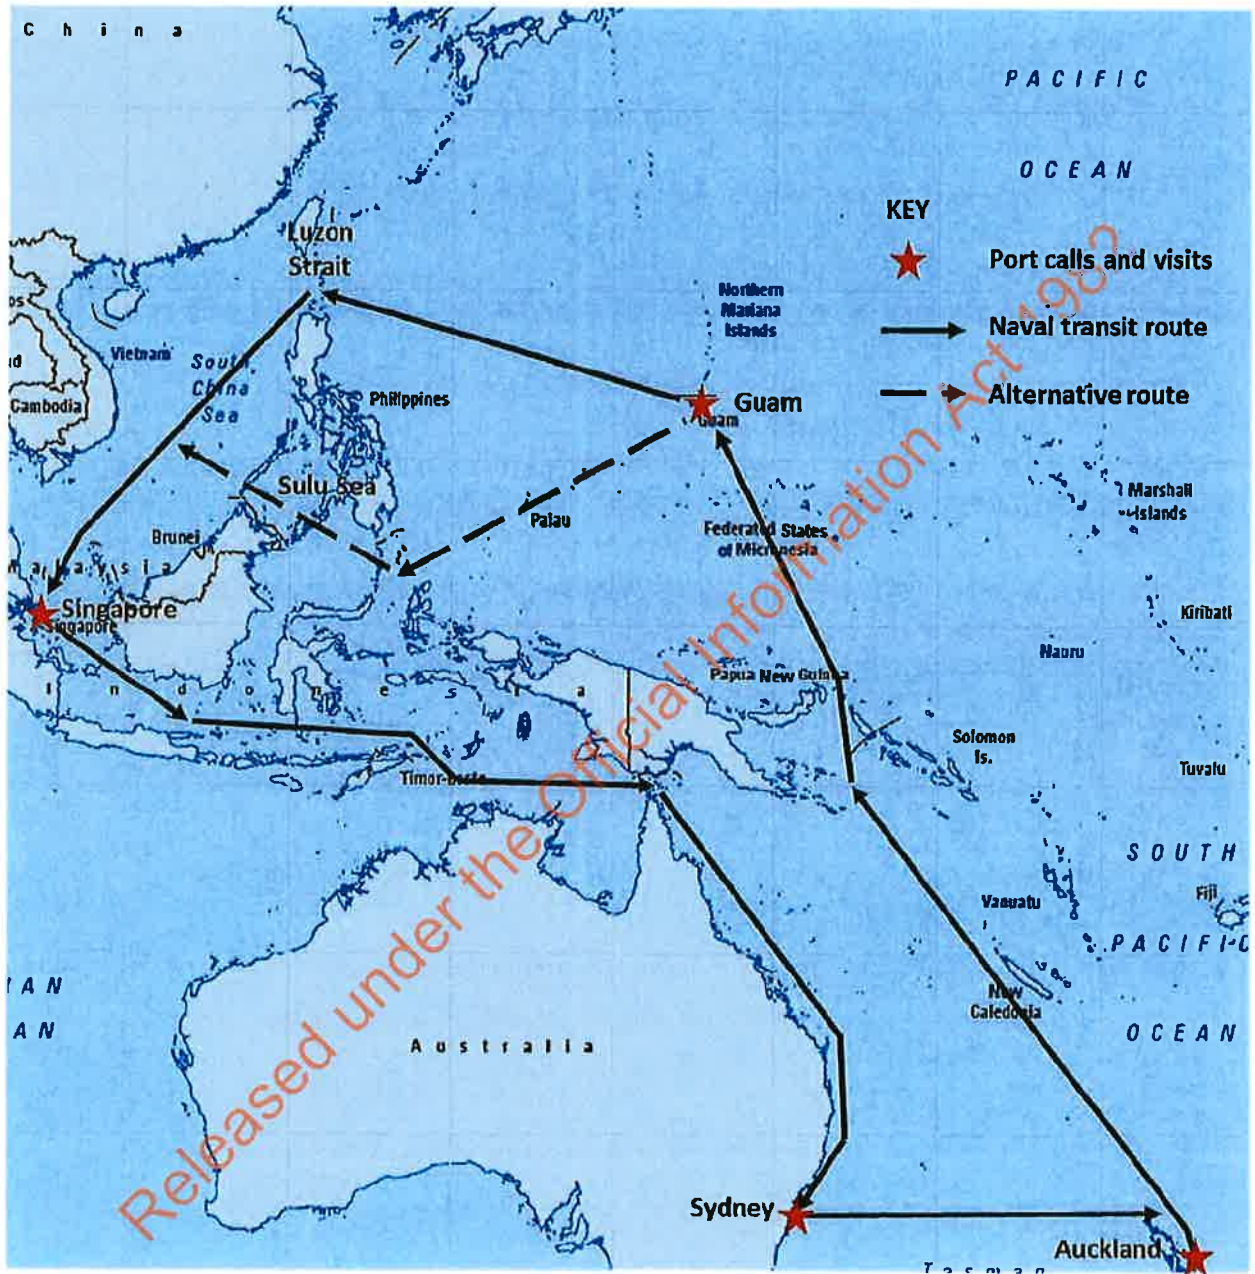 China
PACIFIC
OCEAN
KEY
Port calls and visits
Naval transit route
Alternative route
Luzon
Strait
Northern
Mariana
Islands
Vietnam
South
China
Sea
Cambodia
Philippines
Guam
Guam
Sulu Sea
Palau
Federated States
of Micronesia
Marshall
Islands
Brunei
Malaysia
Singapore
Singapore
Kiribati
Nauru
Indonesia
Papua New Guinea
Solomon
Is.
Tuvalu
Timor-Leste
SOUTH
Fiji
Vanuatu
PACIFIC
IAN
AN
New
Caledonia
OCEAN
Australia
Sydney
Auckland
Tasman
Released under the Official Information Act 1982